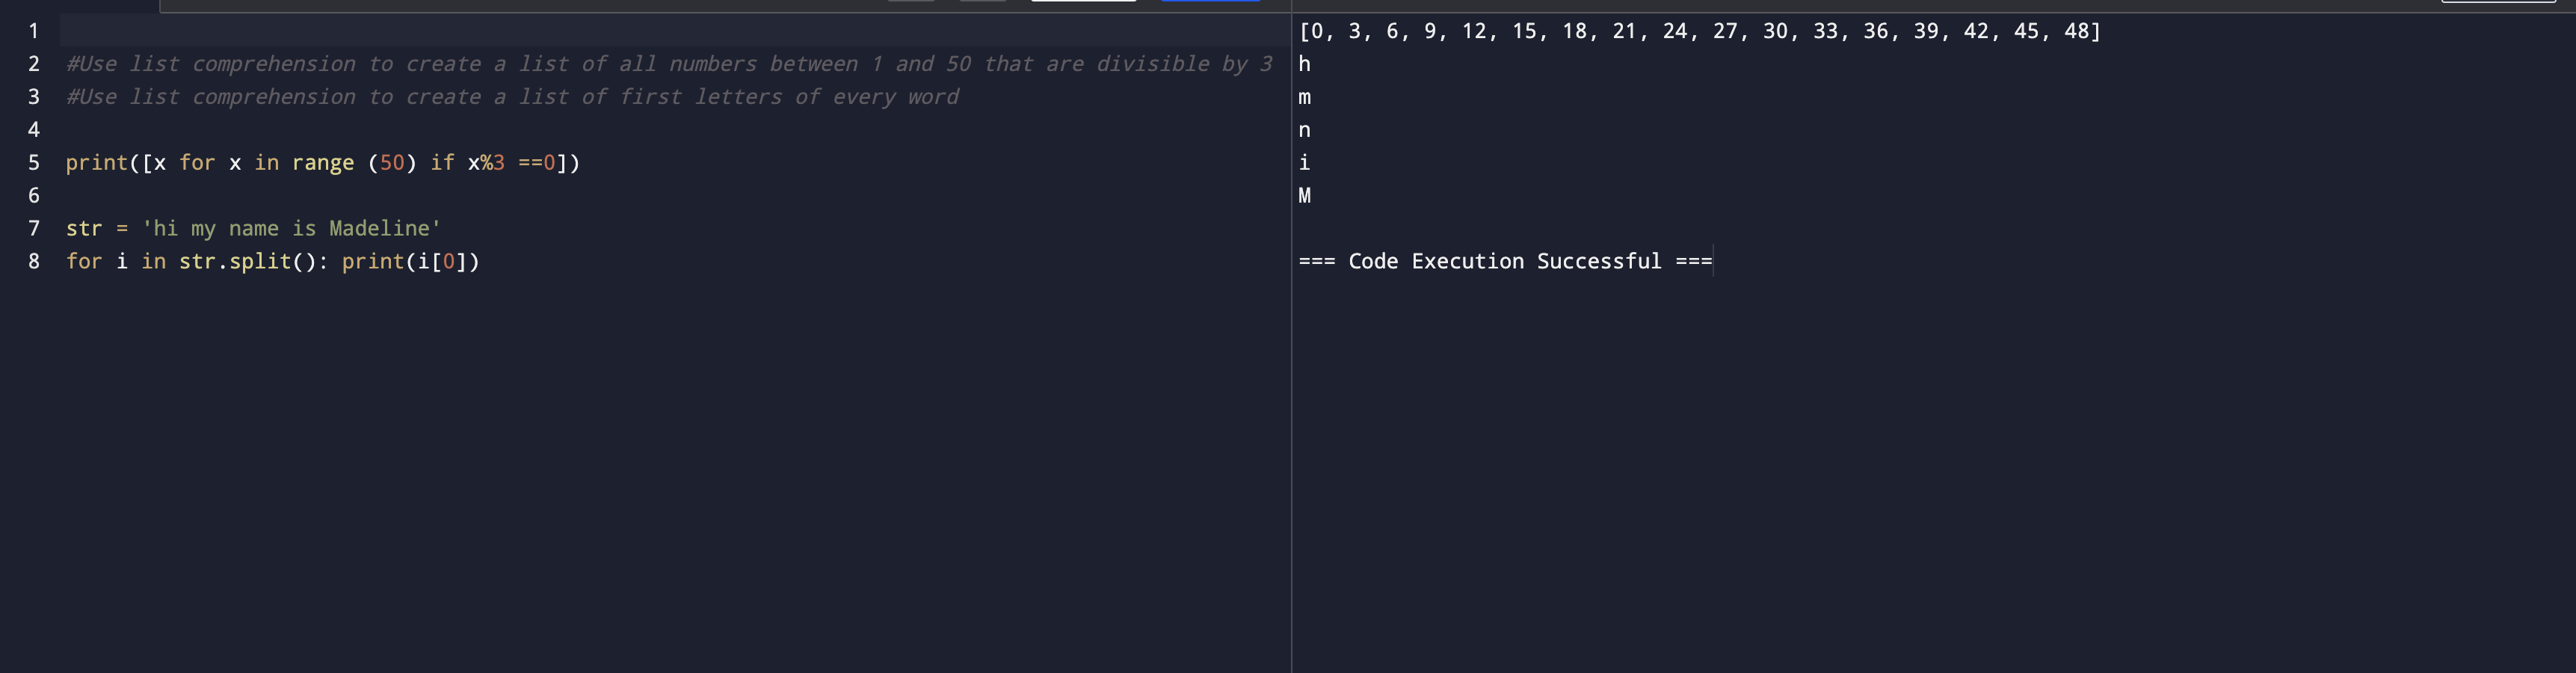 1
2 #Use list comprehension to create a list of all numbers between 1 and 50 that are divisible by 3
3 #Use list comprehension to create a list of first letters of every word
4
5 print([x for x in range (50) if x%3 ==0])
6
7 str = 'hi my name is Madeline'
8 for i in str.split(): print(i[0])
[0, 3, 6, 9, 12, 15, 18, 21, 24, 27, 30, 33, 36, 39, 42, 45, 48]
h
m
n
i
M
=== Code Execution Successful ===